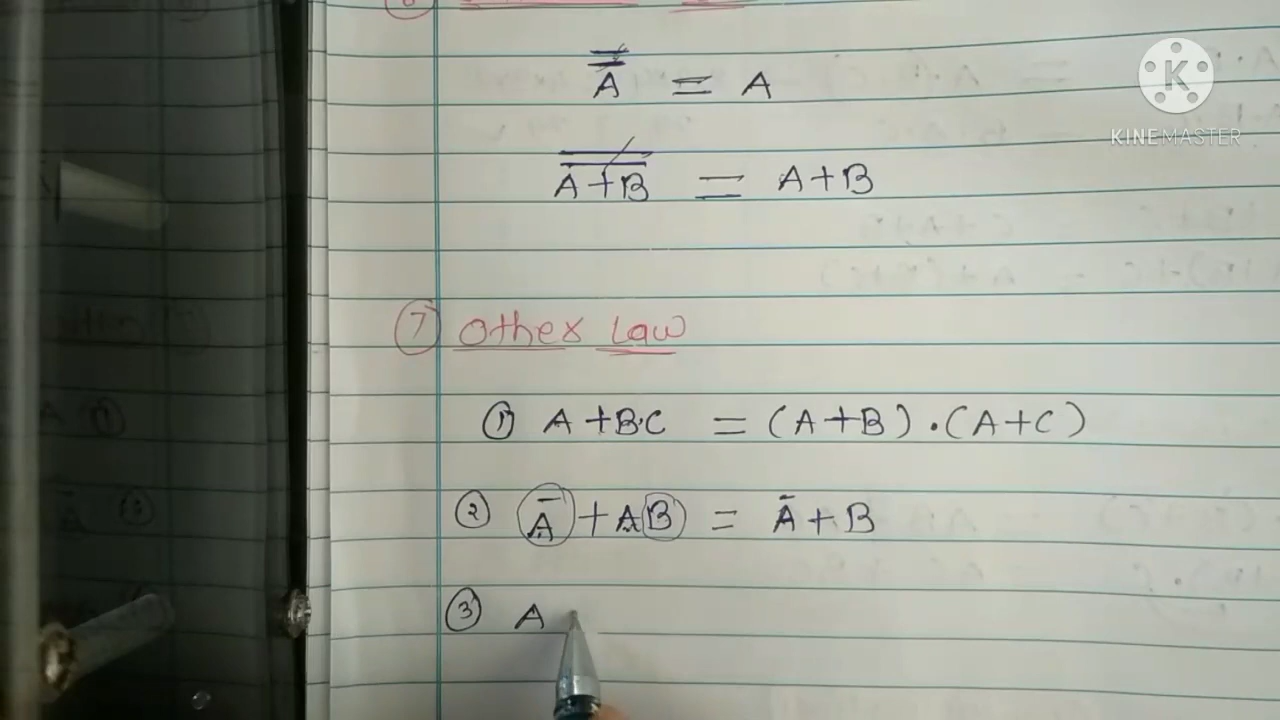 A̿ = A
K
KINEMASTER
A̿+̿B̿ = A+B
⑦ Other Law
① A+B·C = (A+B)·(A+C)
② A̅ + AB = A̅ + B
③ A